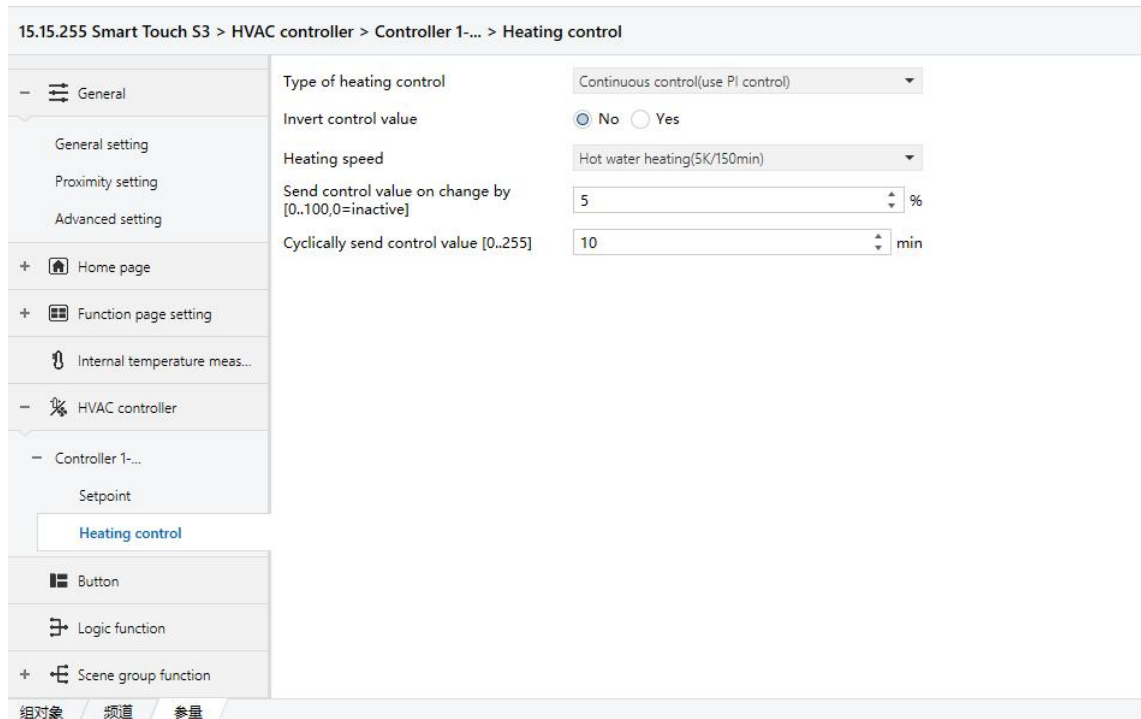 15.15.255 Smart Touch S3 > HVAC controller > Controller 1-... > Heating control
General
General setting
Proximity setting
Advanced setting
Home page
Function page setting
Internal temperature meas...
HVAC controller
Controller 1-...
Setpoint
Heating control
Button
Logic function
Scene group function
Type of heating control
Continuous control(use PI control)
Invert control value
No Yes
Heating speed
Hot water heating(5K/150min)
Send control value on change by
[0..100,0=inactive]
5 %
Cyclically send control value [0..255]
10 min
组对象 / 频道 / 参量